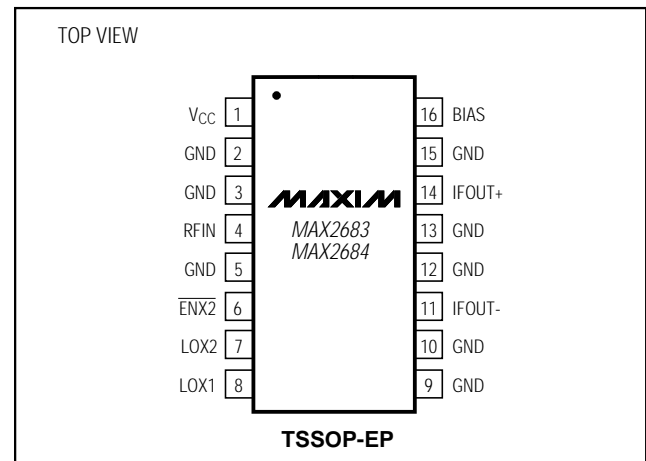 TOP VIEW
VCC 1
GND 2
GND 3
RFIN 4
GND 5
ENX2 6
LOX2 7
LOX1 8
MAXIM
MAX2683
MAX2684
16 BIAS
15 GND
14 IFOUT+
13 GND
12 GND
11 IFOUT-
10 GND
9 GND
TSSOP-EP